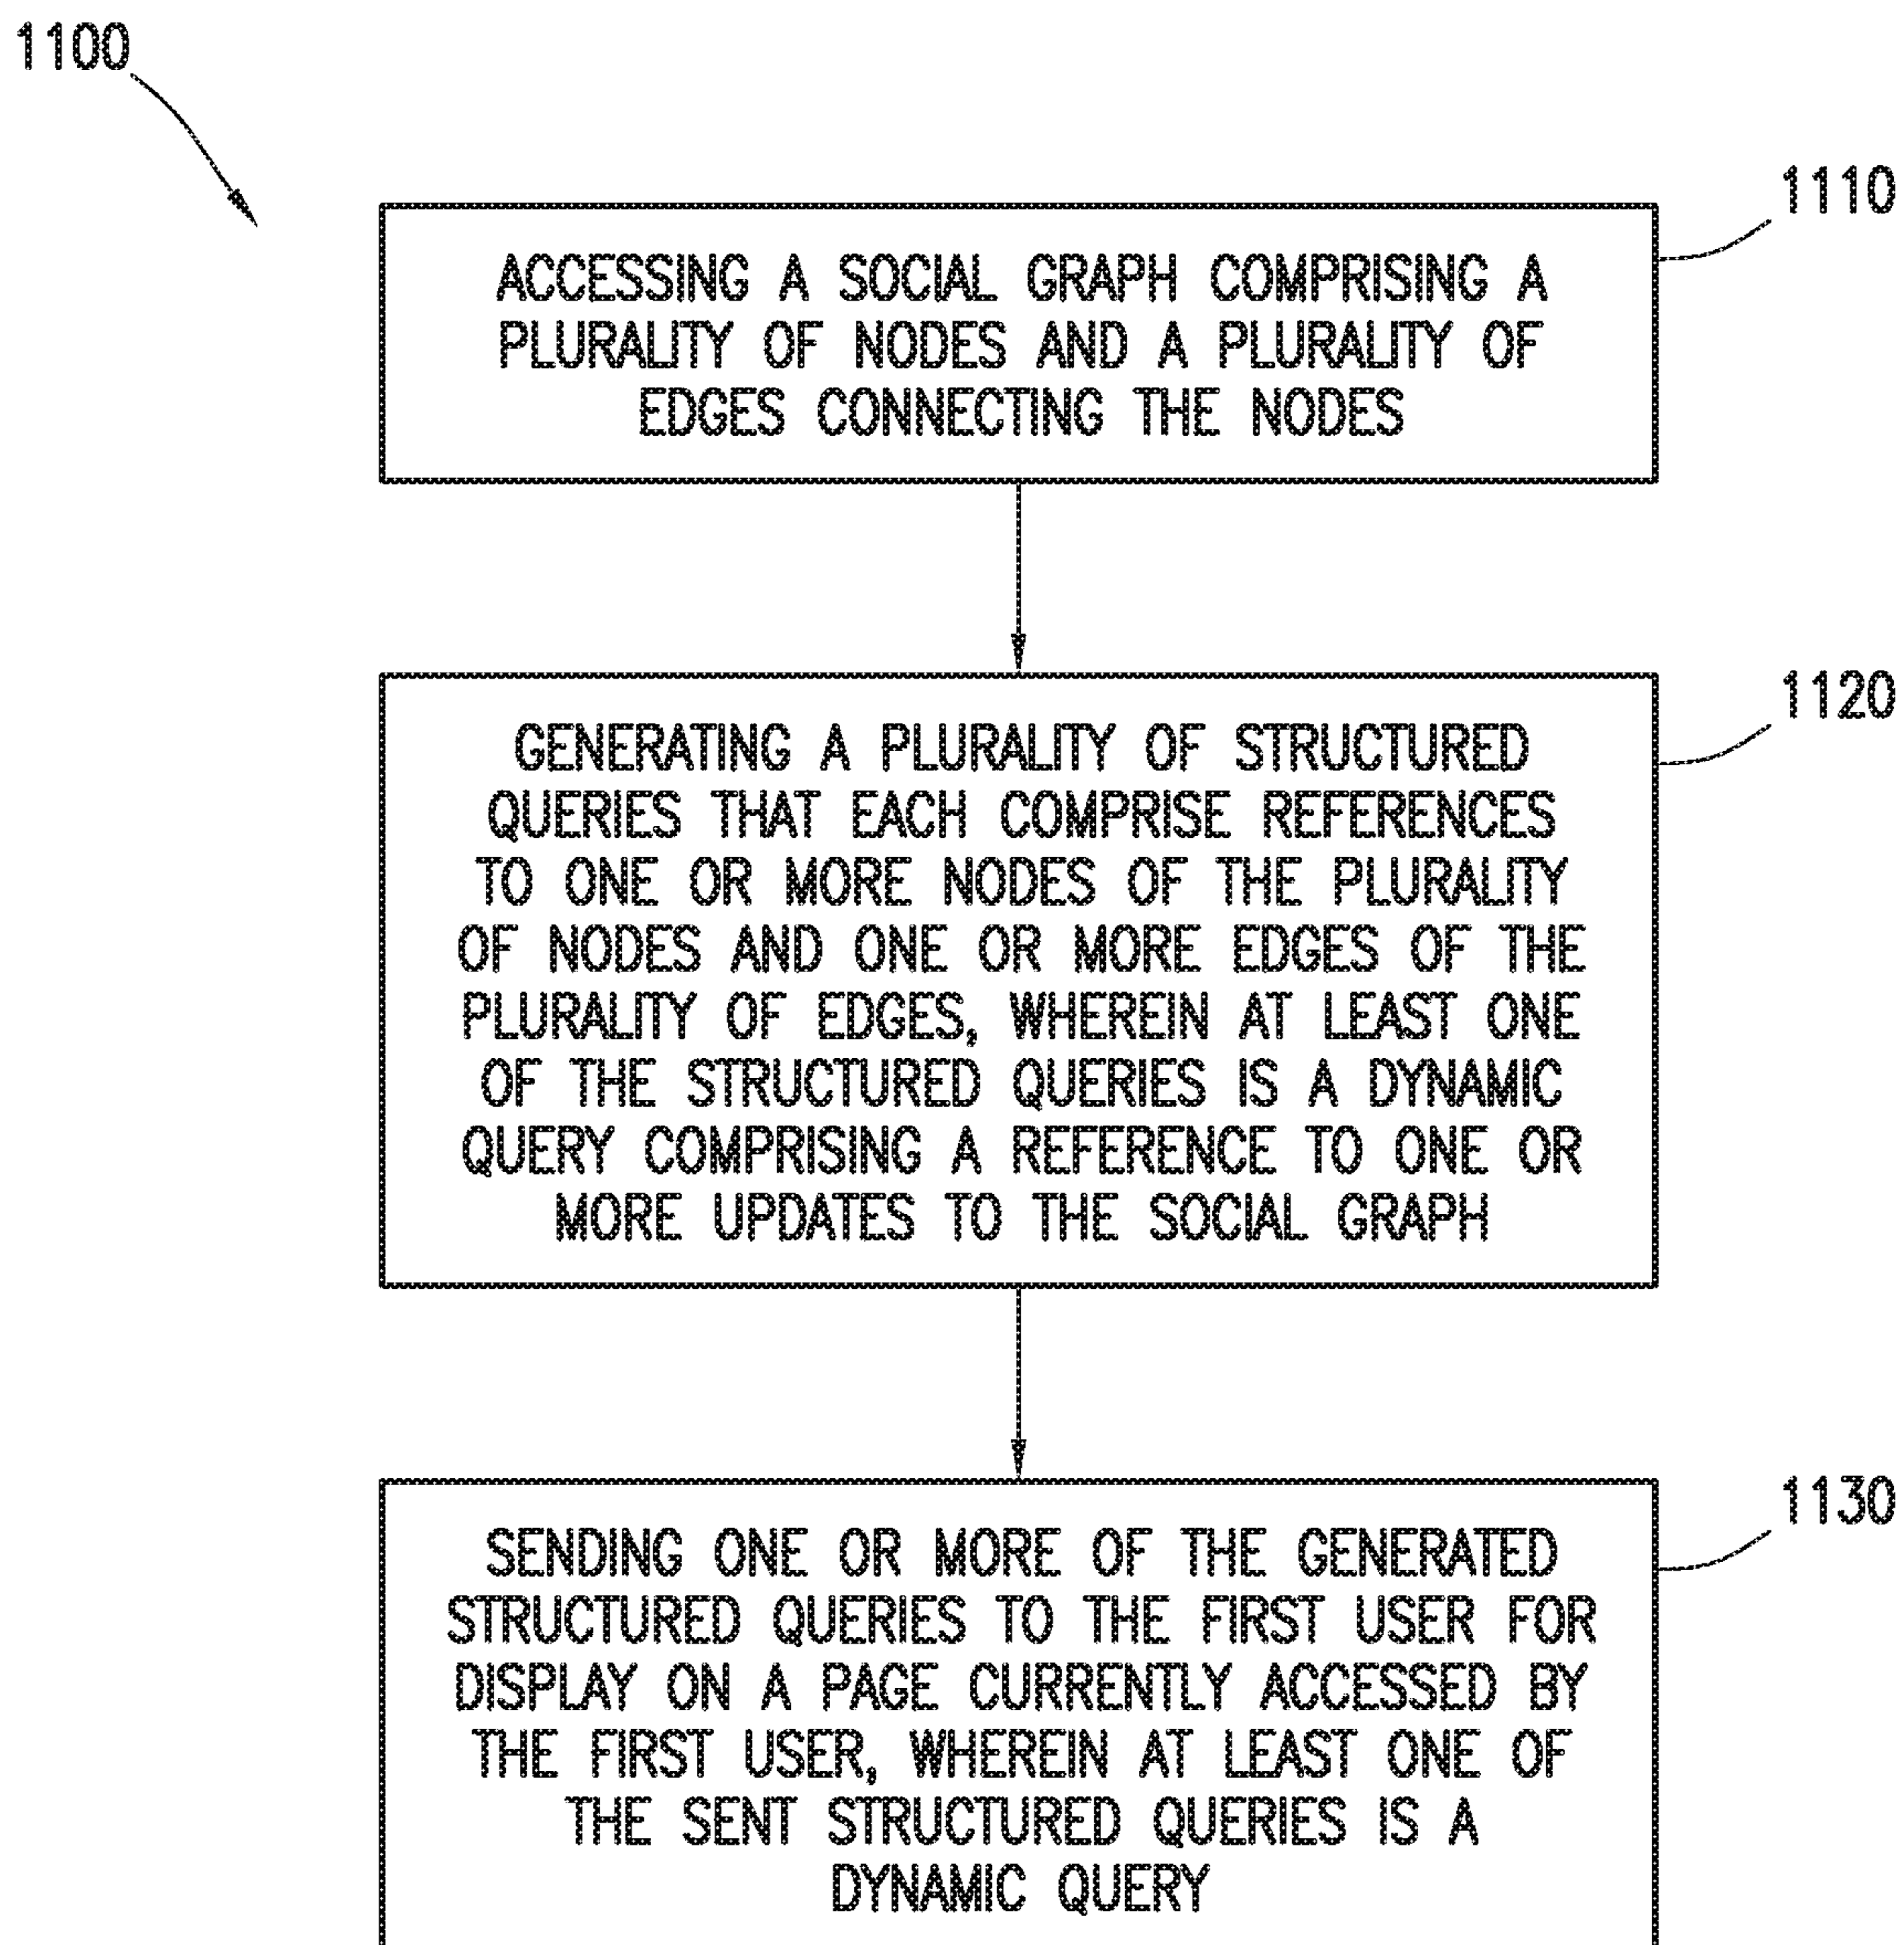 1100
1110
ACCESSING A SOCIAL GRAPH COMPRISING A
PLURALITY OF NODES AND A PLURALITY OF
EDGES CONNECTING THE NODES
1120
GENERATING A PLURALITY OF STRUCTURED
QUERIES THAT EACH COMPRISE REFERENCES
TO ONE OR MORE NODES OF THE PLURALITY
OF NODES AND ONE OR MORE EDGES OF THE
PLURALITY OF EDGES, WHEREIN AT LEAST ONE
OF THE STRUCTURED QUERIES IS A DYNAMIC
QUERY COMPRISING A REFERENCE TO ONE OR
MORE UPDATES TO THE SOCIAL GRAPH
1130
SENDING ONE OR MORE OF THE GENERATED
STRUCTURED QUERIES TO THE FIRST USER FOR
DISPLAY ON A PAGE CURRENTLY ACCESSED BY
THE FIRST USER, WHEREIN AT LEAST ONE OF
THE SENT STRUCTURED QUERIES IS A
DYNAMIC QUERY